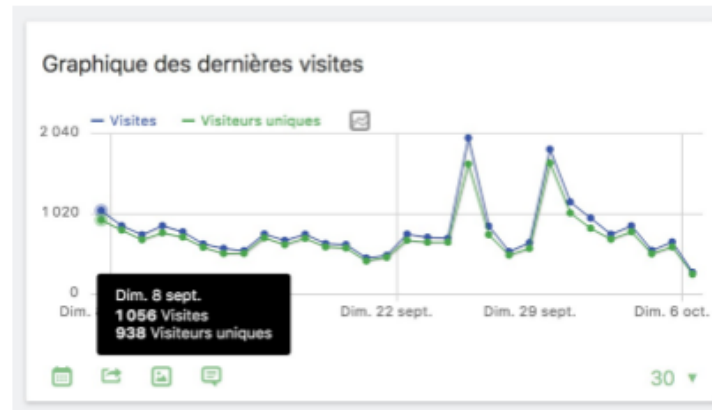 Graphique des dernières visites
Visites Visiteurs uniques
2 040
1 020
0
Dim. 8 sept.
1 056 Visites
938 Visiteurs uniques
Dim. Dim. 22 sept. Dim. 29 sept. Dim. 6 oct.
30